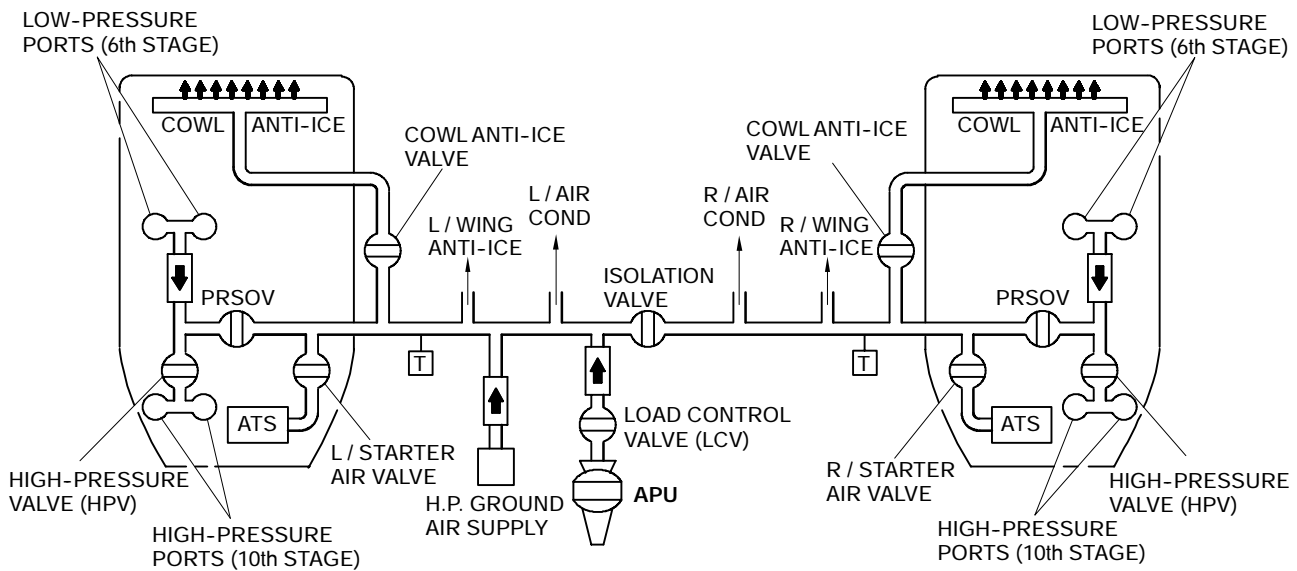 LOW-PRESSURE
PORTS (6th STAGE)
LOW-PRESSURE
PORTS (6th STAGE)
COWL ANTI-ICE
COWL ANTI-ICE
VALVE
COWL ANTI-ICE
VALVE
COWL ANTI-ICE
L / WING
ANTI-ICE
L / AIR
COND
R / AIR
COND
R / WING
ANTI-ICE
ISOLATION
VALVE
PRSOV
PRSOV
T
T
ATS
ATS
LOAD CONTROL
VALVE (LCV)
L / STARTER
AIR VALVE
R / STARTER
AIR VALVE
HIGH-PRESSURE
VALVE (HPV)
H.P. GROUND
AIR SUPPLY
APU
HIGH-PRESSURE
VALVE (HPV)
HIGH-PRESSURE
PORTS (10th STAGE)
HIGH-PRESSURE
PORTS (10th STAGE)